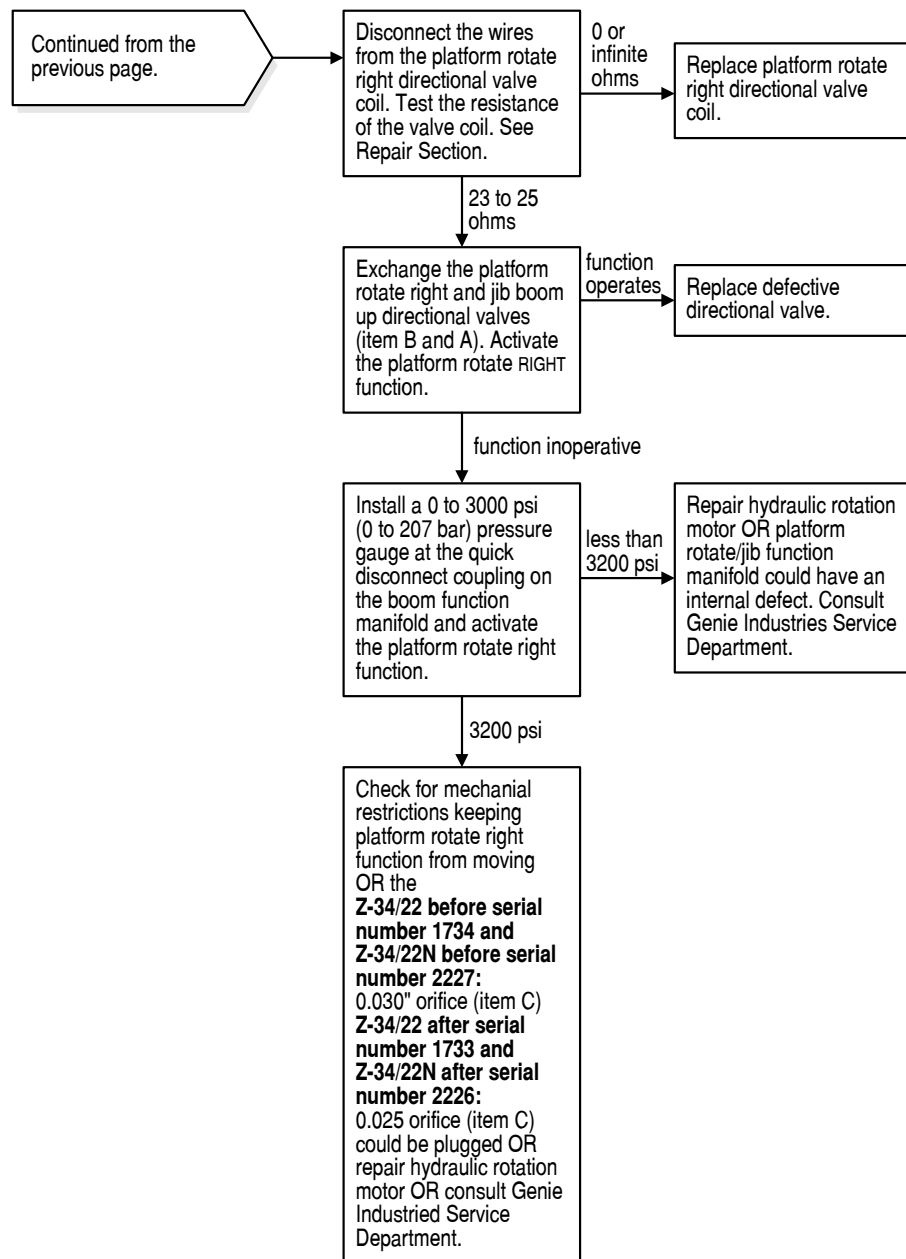 Continued from the
previous page.
Disconnect the wires
from the platform rotate
right directional valve
coil. Test the resistance
of the valve coil. See
Repair Section.
0 or
infinite
ohms
Replace platform rotate
right directional valve
coil.
23 to 25
ohms
Exchange the platform
rotate right and jib boom
up directional valves
(item B and A). Activate
the platform rotate RIGHT
function.
function
operates
Replace defective
directional valve.
function inoperative
Install a 0 to 3000 psi
(0 to 207 bar) pressure
gauge at the quick
disconnect coupling on
the boom function
manifold and activate
the platform rotate right
function.
less than
3200 psi
Repair hydraulic rotation
motor OR platform
rotate/jib function
manifold could have an
internal defect. Consult
Genie Industries Service
Department.
3200 psi
Check for mechanial
restrictions keeping
platform rotate right
function from moving
OR the
Z-34/22 before serial
number 1734 and
Z-34/22N before serial
number 2227:
0.030" orifice (item C)
Z-34/22 after serial
number 1733 and
Z-34/22N after serial
number 2226:
0.025 orifice (item C)
could be plugged OR
repair hydraulic rotation
motor OR consult Genie
Industried Service
Department.